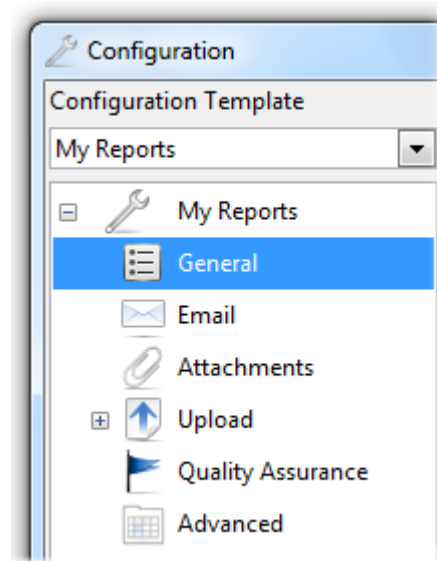 Configuration
Configuration Template
My Reports
My Reports
General
Email
Attachments
Upload
Quality Assurance
Advanced